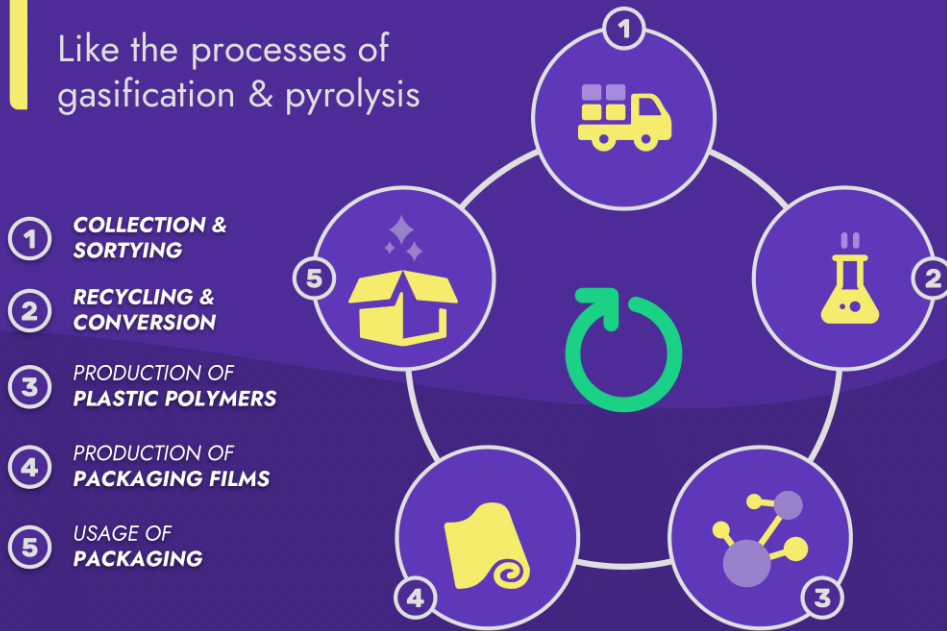 Like the processes of
gasification & pyrolysis
1 COLLECTION &
SORTYING
2 RECYCLING &
CONVERSION
3 PRODUCTION OF
PLASTIC POLYMERS
4 PRODUCTION OF
PACKAGING FILMS
5 USAGE OF
PACKAGING
1
2
3
4
5